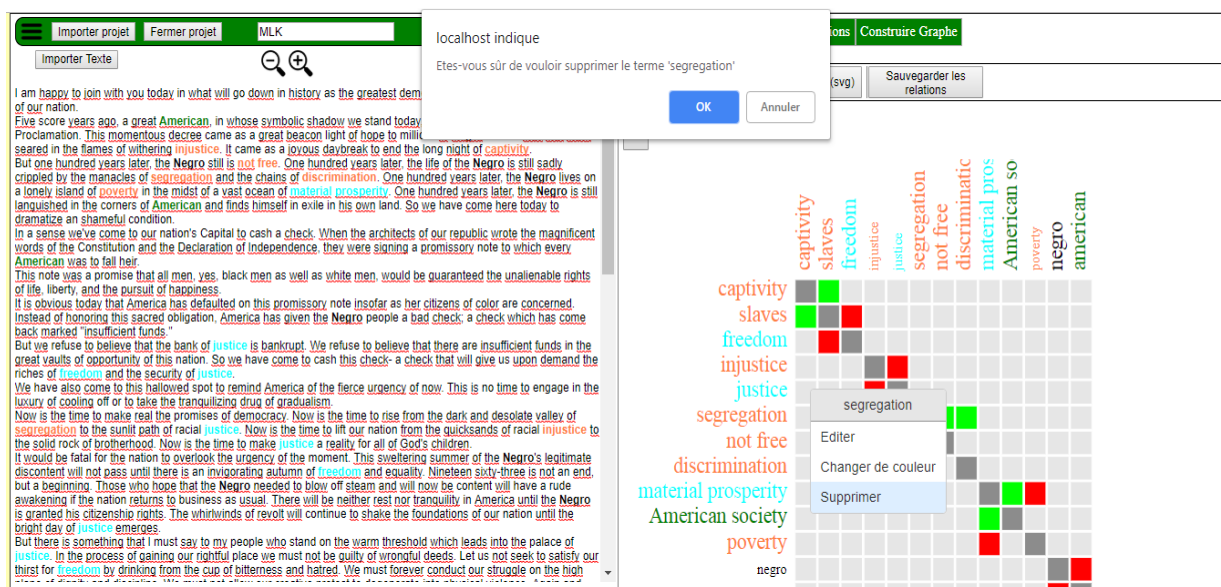 Importer projet Fermer projet MLK
Importer Texte
localhost indique
Etes-vous sûr de vouloir supprimer le terme 'segregation'
OK Annuler
ions Construire Graphe
(svg) Sauvegarder les
relations
I am happy to join with you today in what will go down in history as the greatest dem
of our nation.
Five score years ago, a great American, in whose symbolic shadow we stand today
Proclamation. This momentous decree came as a great beacon light of hope to millic
seared in the flames of withering injustice. It came as a joyous daybreak to end the long night of captivity.
But one hundred years later, the Negro still is not free. One hundred years later, the life of the Negro is still sadly
crippled by the manacles of segregation and the chains of discrimination. One hundred years later, the Negro lives on
a lonely island of poverty in the midst of a vast ocean of material prosperity. One hundred years later, the Negro is still
languished in the corners of American and finds himself in exile in his own land. So we have come here today to
dramatize an shameful condition.
In a sense we've come to our nation's Capital to cash a check. When the architects of our republic wrote the magnificent
words of the Constitution and the Declaration of Independence, they were signing a promissory note to which every
American was to fall heir.
This note was a promise that all men, yes, black men as well as white men, would be guaranteed the unalienable rights
of life, liberty, and the pursuit of happiness.
It is obvious today that America has defaulted on this promissory note insofar as her citizens of color are concerned.
Instead of honoring this sacred obligation, America has given the Negro people a bad check; a check which has come
back marked "insufficient funds."
But we refuse to believe that the bank of justice is bankrupt. We refuse to believe that there are insufficient funds in the
great vaults of opportunity of this nation. So we have come to cash this check- a check that will give us upon demand the
riches of freedom and the security of justice.
We have also come to this hallowed spot to remind America of the fierce urgency of now. This is no time to engage in the
luxury of cooling off or to take the tranquilizing drug of gradualism.
Now is the time to make real the promises of democracy. Now is the time to rise from the dark and desolate valley of
segregation to the sunlit path of racial justice. Now is the time to lift our nation from the quicksands of racial injustice to
the solid rock of brotherhood. Now is the time to make justice a reality for all of God's children.
It would be fatal for the nation to overlook the urgency of the moment. This sweltering summer of the Negro's legitimate
discontent will not pass until there is an invigorating autumn of freedom and equality. Nineteen sixty-three is not an end,
but a beginning. Those who hope that the Negro needed to blow off steam and will now be content will have a rude
awakening if the nation returns to business as usual. There will be neither rest nor tranquility in America until the Negro
is granted his citizenship rights. The whirlwinds of revolt will continue to shake the foundations of our nation until the
bright day of justice emerges.
But there is something that I must say to my people who stand on the warm threshold which leads into the palace of
justice. In the process of gaining our rightful place we must not be guilty of wrongful deeds. Let us not seek to satisfy our
thirst for freedom by drinking from the cup of bitterness and hatred. We must forever conduct our struggle on the high
captivity
slaves
freedom
injustice
justice
segregation
not free
discriminatic
material pros
American so
poverty
negro
american
captivity
slaves
freedom
injustice
justice
segregation
not free
discrimination
material prosperity
American society
poverty
negro
segregation
Editer
Changer de couleur
Supprimer